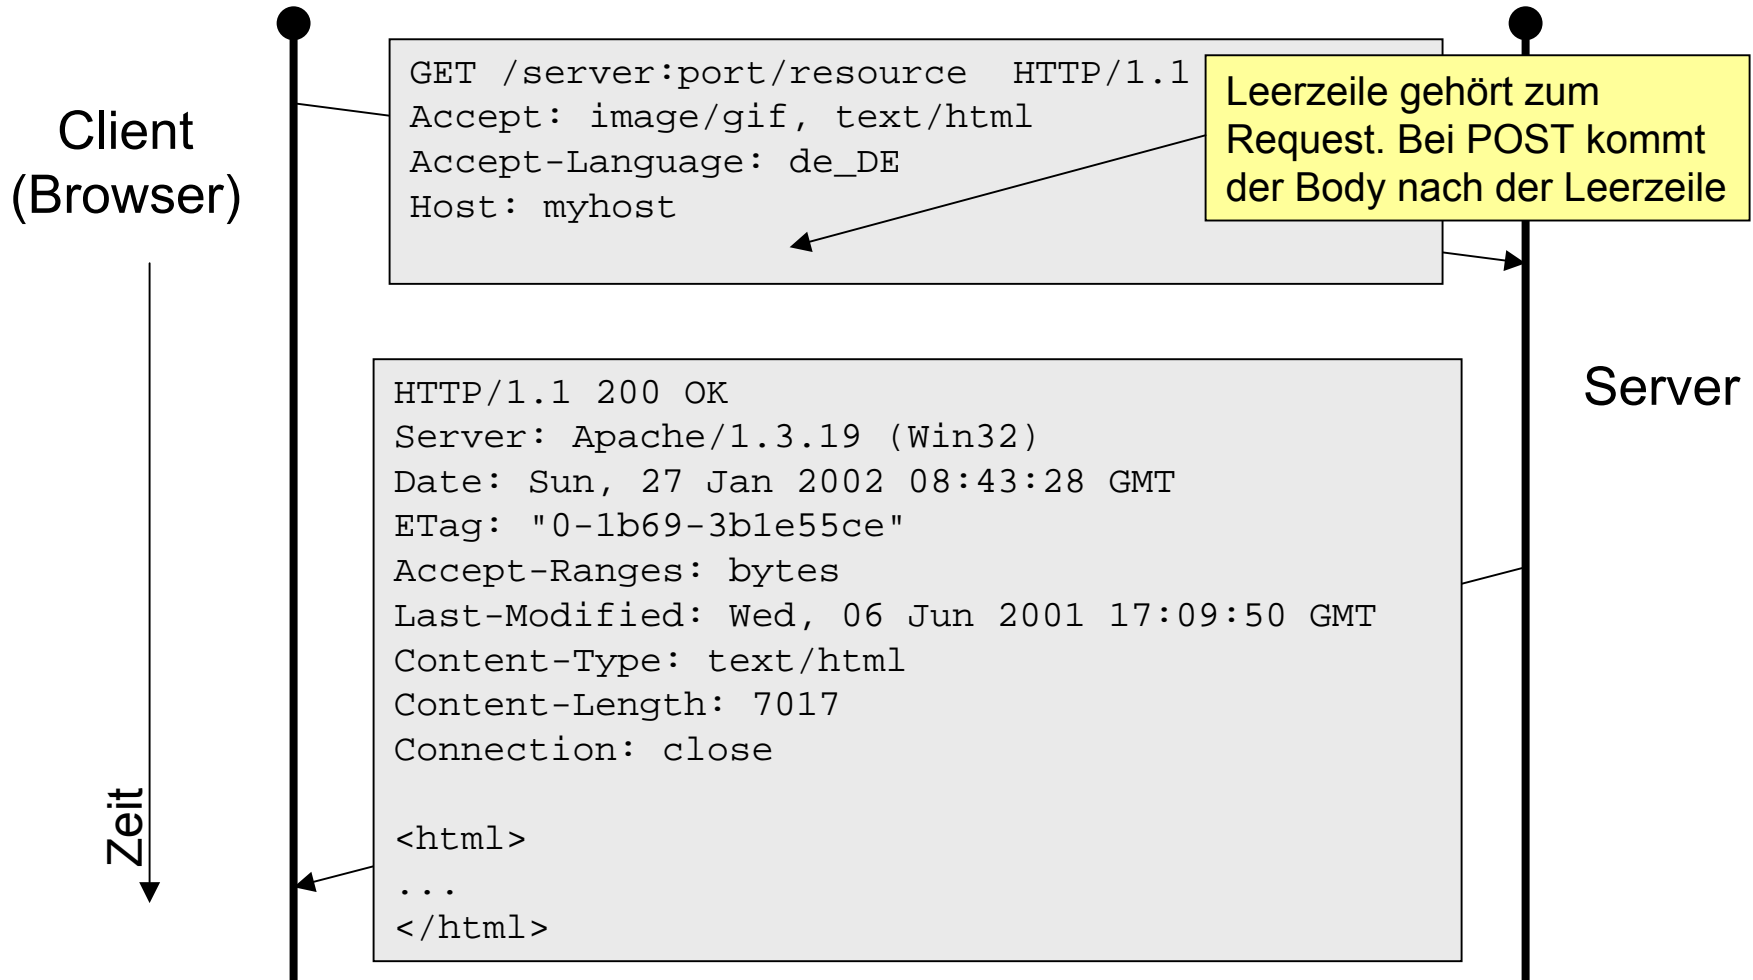 Client
(Browser)
GET /server:port/resource  HTTP/1.1
Accept: image/gif, text/html
Accept-Language: de_DE
Host: myhost
Leerzeile gehört zum
Request. Bei POST kommt
der Body nach der Leerzeile
Server
HTTP/1.1 200 OK
Server: Apache/1.3.19 (Win32)
Date: Sun, 27 Jan 2002 08:43:28 GMT
ETag: "0-1b69-3b1e55ce"
Accept-Ranges: bytes
Last-Modified: Wed, 06 Jun 2001 17:09:50 GMT
Content-Type: text/html
Content-Length: 7017
Connection: close
<html>
...
</html>
Zeit